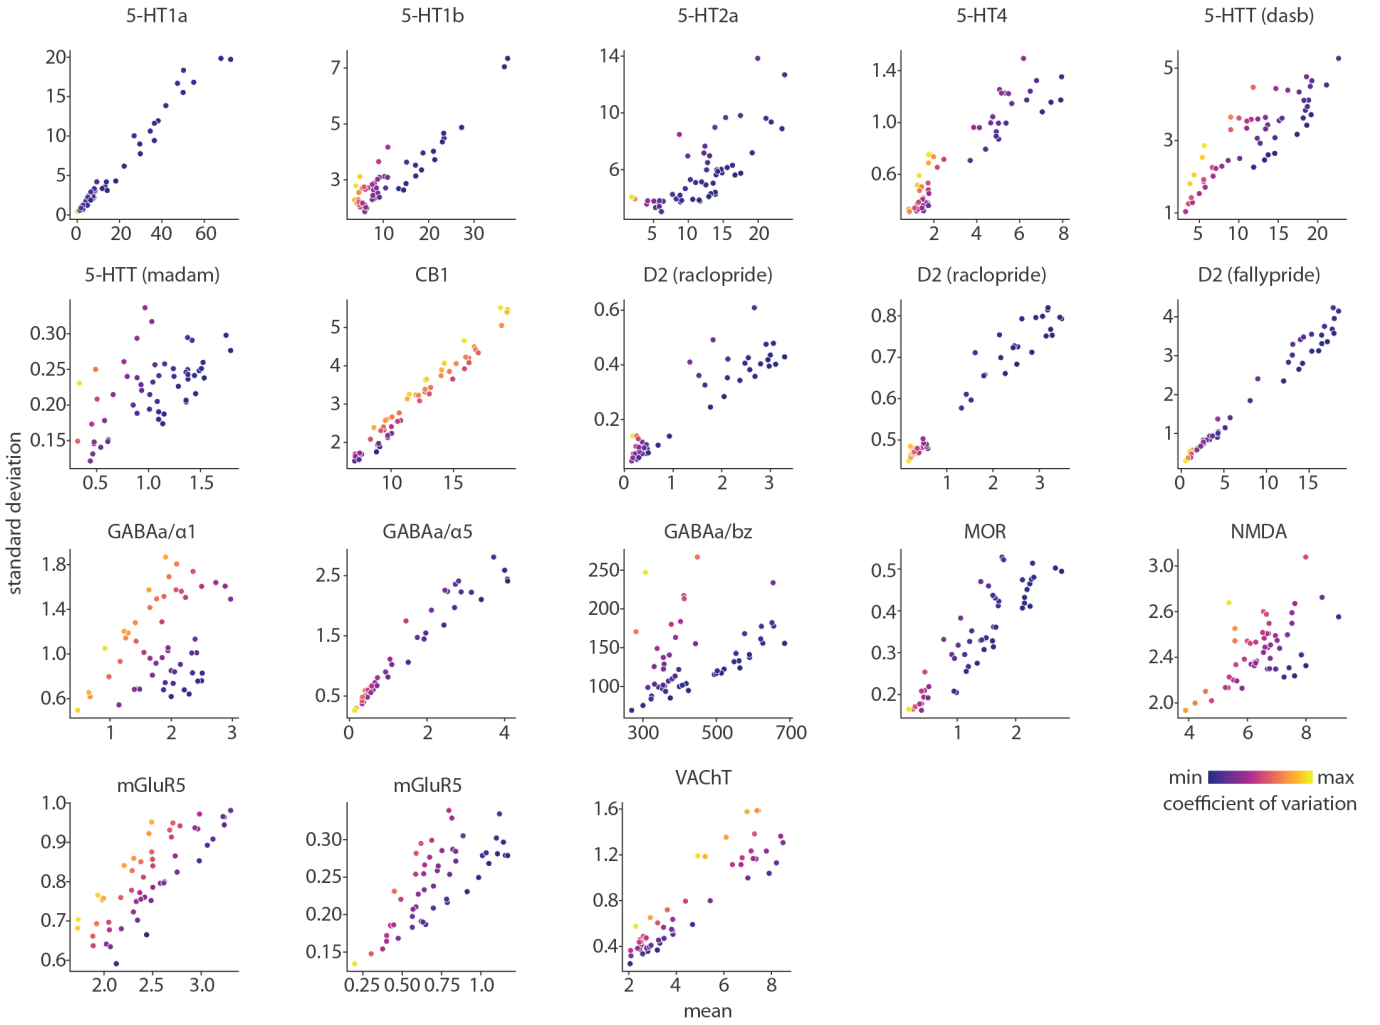 5-HT1a 5-HT1b 5-HT2a 5-HT4 5-HTT (dasb)
20 15 10 5 0
0 20 40 60
7 5 3
10 20 30
14 10 6
5 10 15 20
1.4 1.0 0.6
2 4 6 8
5 3 1
5 10 15 20
5-HTT (madam) CB1 D2 (raclopride) D2 (raclopride) D2 (fallypride)
0.30 0.25 0.20 0.15
0.5 1.0 1.5
5 4 3 2
10 15
0.6 0.4 0.2
0 1 2 3
0.8 0.7 0.6 0.5
1 2 3
4 3 2 1
0 5 10 15
standard deviation
GABAa/α1 GABAa/α5 GABAa/bz MOR NMDA
1.8 1.4 1.0 0.6
1 2 3
2.5 1.5 0.5
0 2 4
250 200 150 100
300 500 700
0.5 0.4 0.3 0.2
1 2
3.0 2.6 2.4 2.0
4 6 8
mGluR5 mGluR5 VAChT
1.0 0.9 0.8 0.7 0.6
2.0 2.5 3.0
0.30 0.25 0.20 0.15
0.25 0.50 0.75 1.0
1.6 1.2 0.8 0.4
2 4 6 8
mean
min max
coefficient of variation